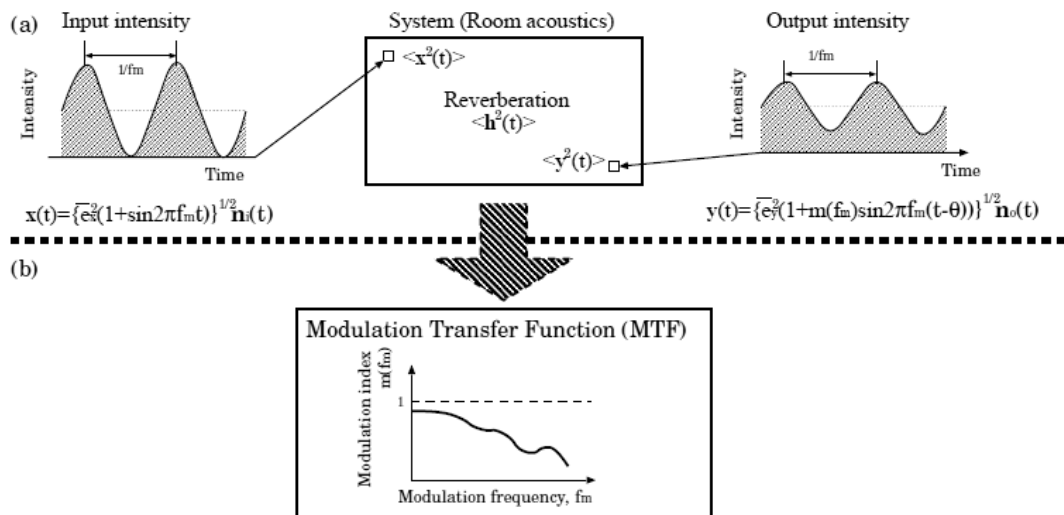 (a)
Input intensity
System (Room acoustics)
Output intensity
1/fm
<x²(t)>
1/fm
Intensity
Reverberation
<h²(t)>
Intensity
<y²(t)>
Time
Time
x(t)={e̅ₓ²(1+sin2πfmt)}^1/2 ni(t)
y(t)={e̅ᵧ²(1+m(fm)sin2πfm(t-θ))}^1/2 no(t)
(b)
Modulation Transfer Function (MTF)
Modulation index
m(fm)
1
Modulation frequency, fm